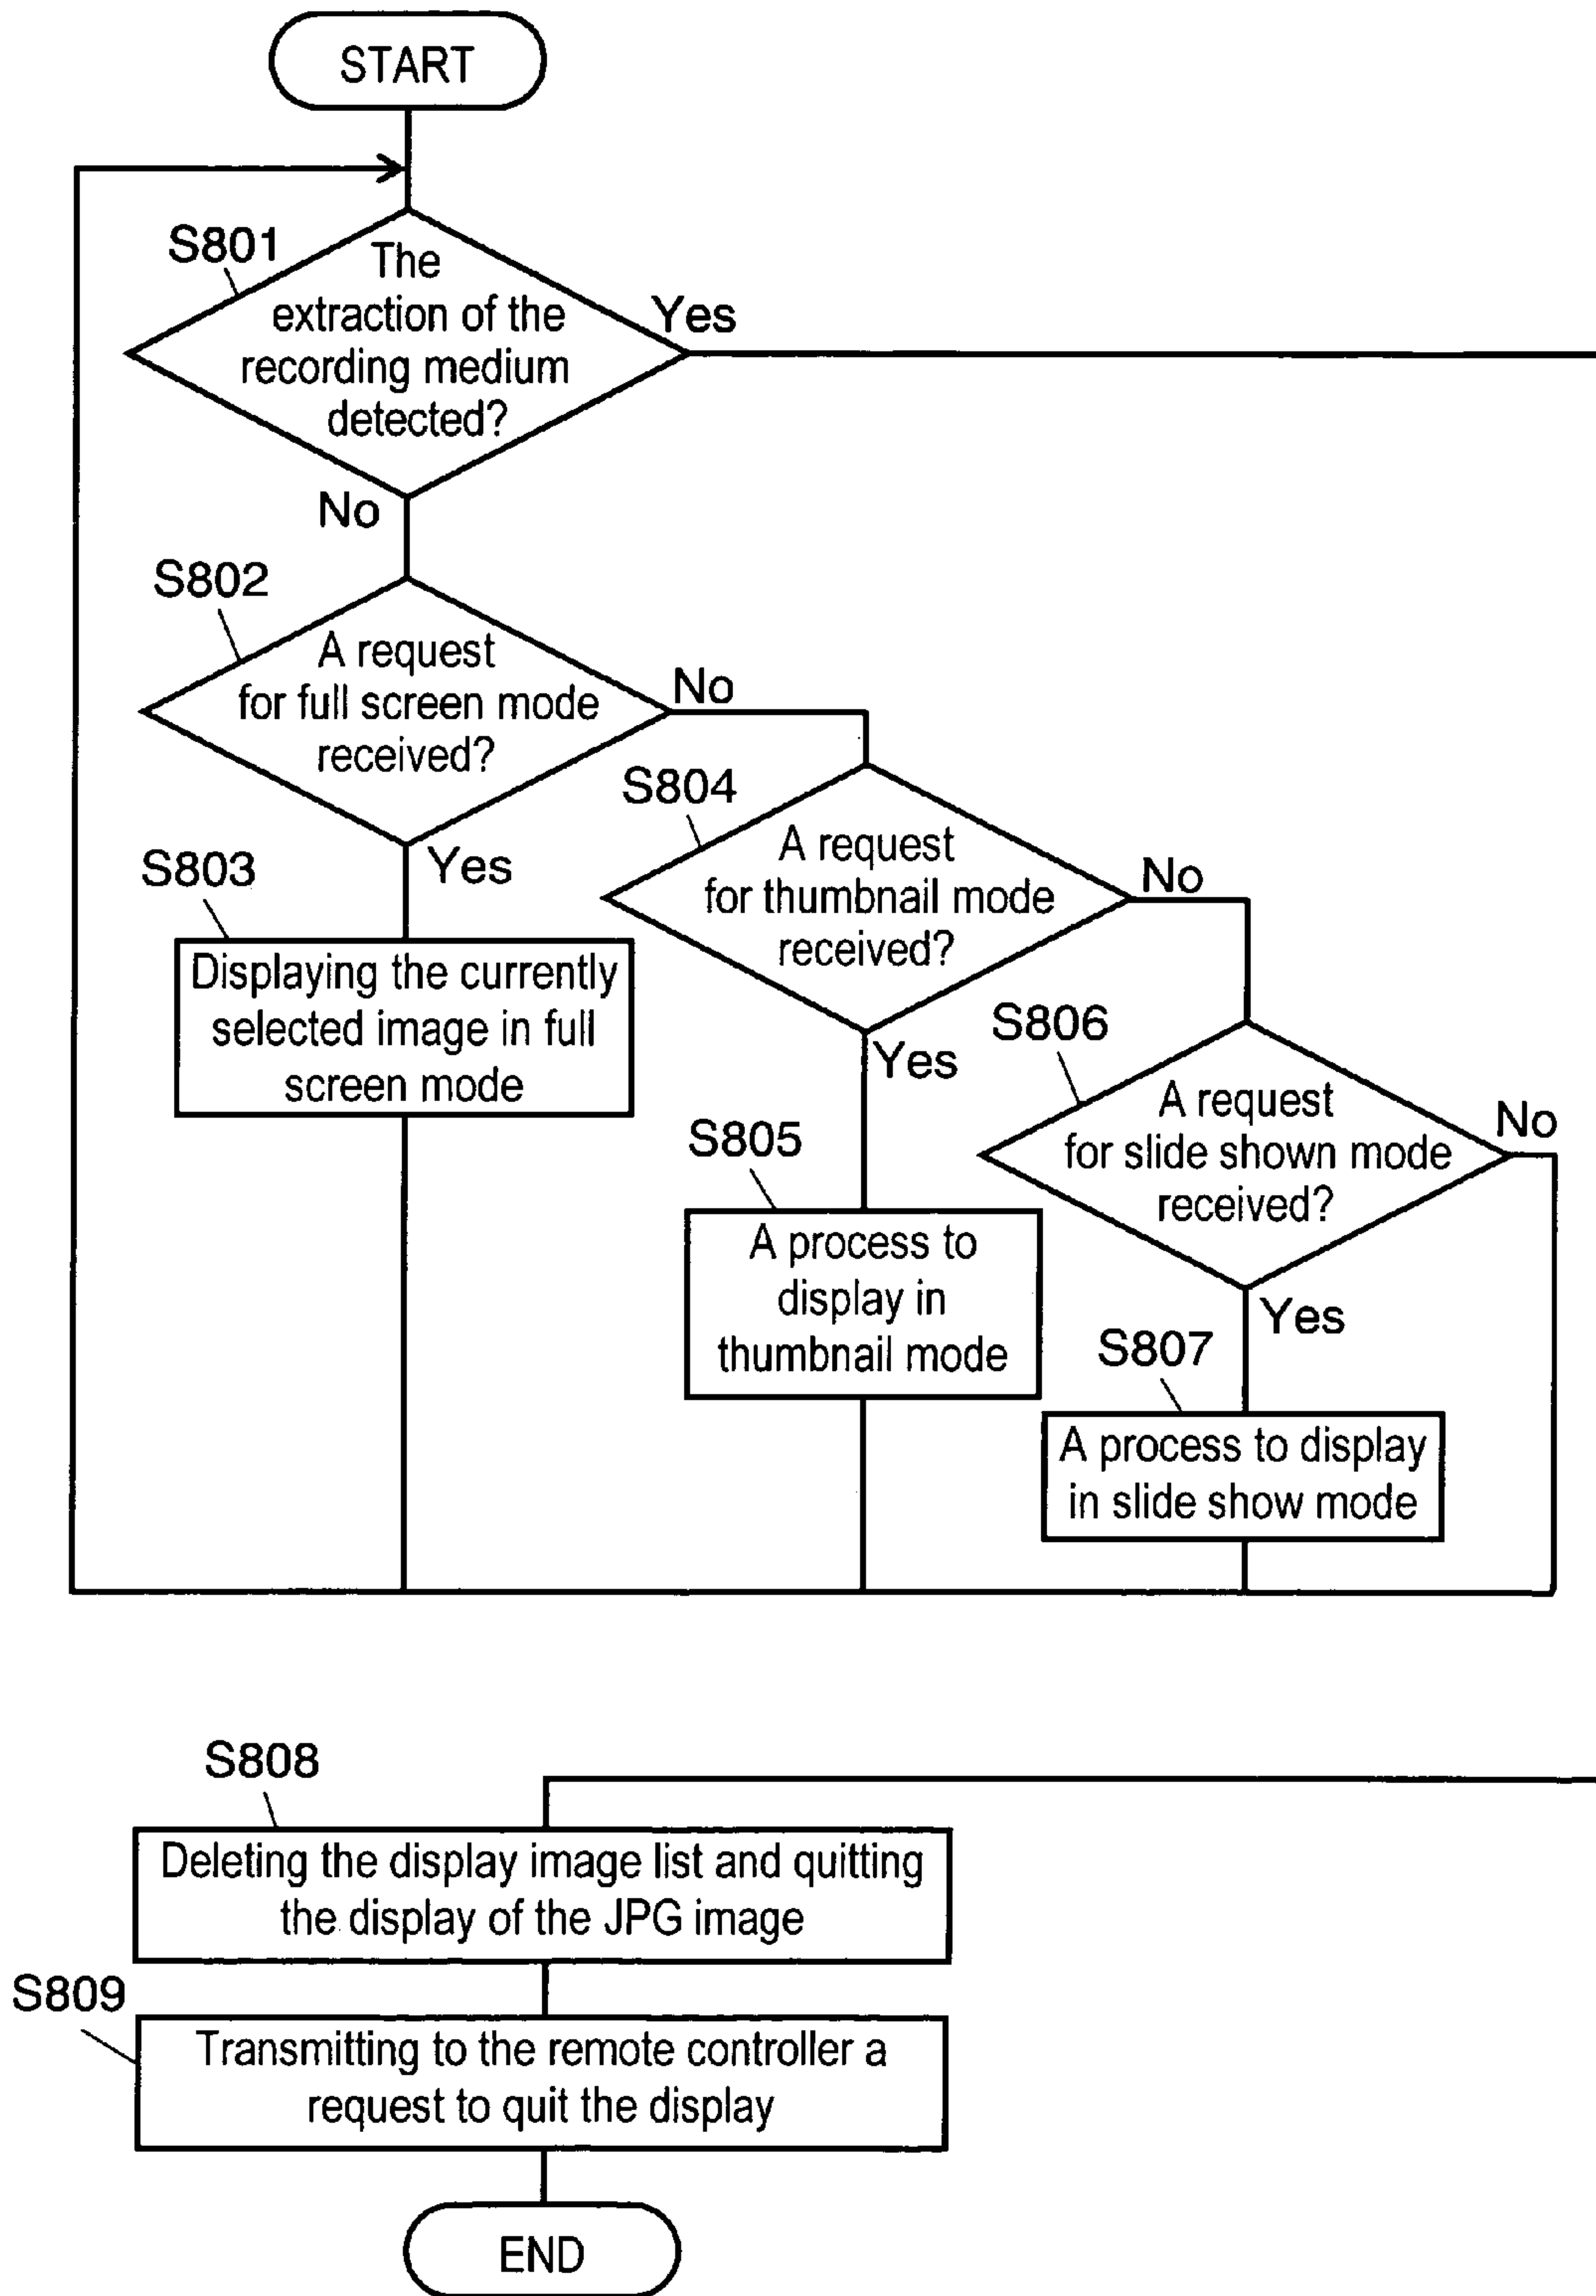 START
S801
The
extraction of the
recording medium
detected?
Yes
No
S802
A request
for full screen mode
received?
No
Yes
S803
Displaying the currently
selected image in full
screen mode
S804
A request
for thumbnail mode
received?
No
Yes
S805
A process to
display in
thumbnail mode
S806
A request
for slide shown mode
received?
No
Yes
S807
A process to display
in slide show mode
S808
Deleting the display image list and quitting
the display of the JPG image
S809
Transmitting to the remote controller a
request to quit the display
END